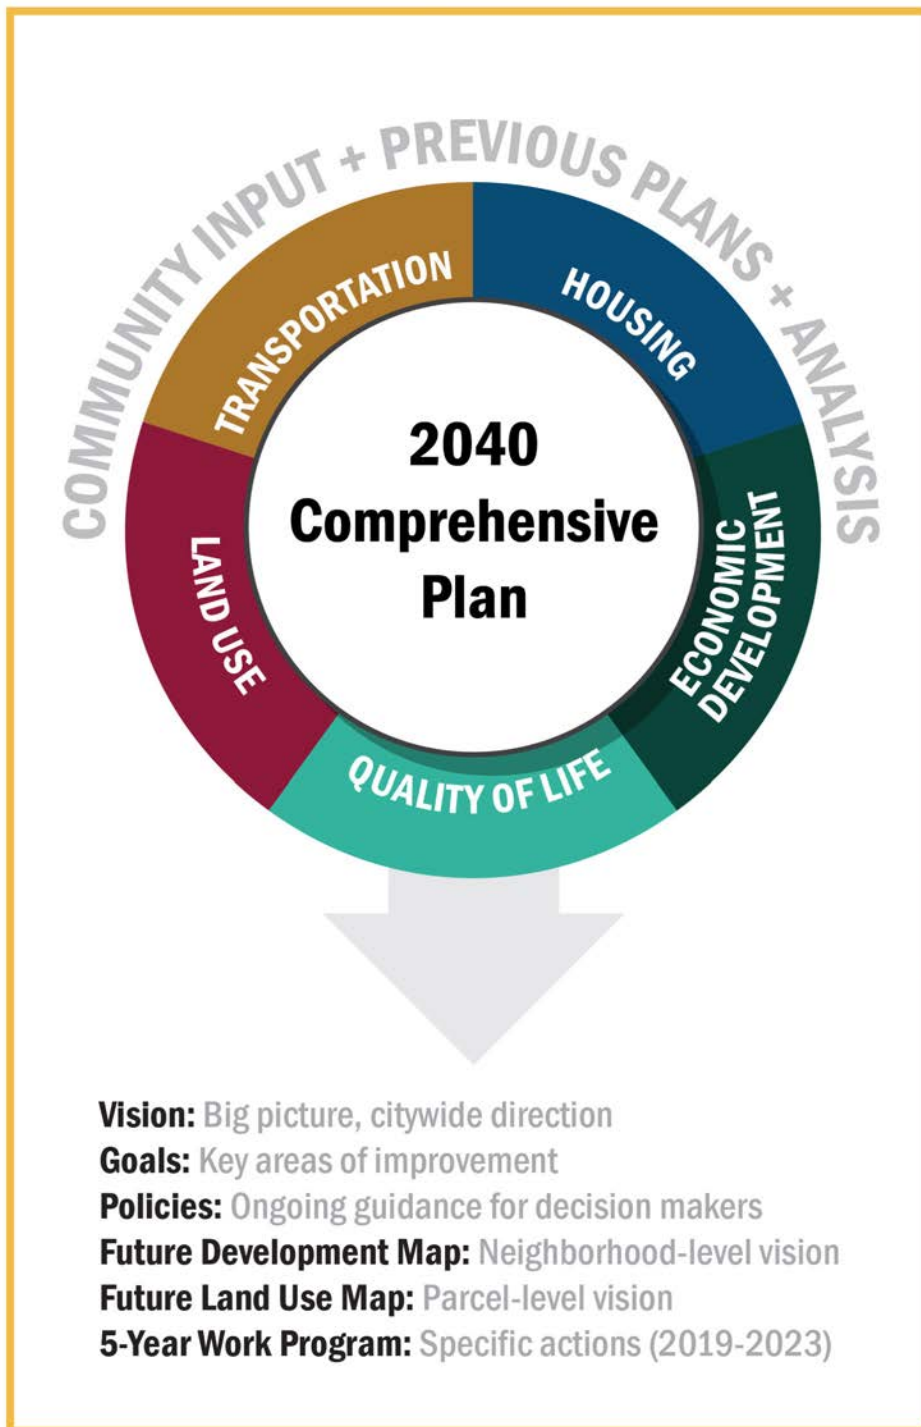 COMMUNITY INPUT + PREVIOUS PLANS + ANALYSIS
TRANSPORTATION
HOUSING
2040
Comprehensive
Plan
LAND USE
ECONOMIC
DEVELOPMENT
QUALITY OF LIFE
Vision: Big picture, citywide direction
Goals: Key areas of improvement
Policies: Ongoing guidance for decision makers
Future Development Map: Neighborhood-level vision
Future Land Use Map: Parcel-level vision
5-Year Work Program: Specific actions (2019-2023)